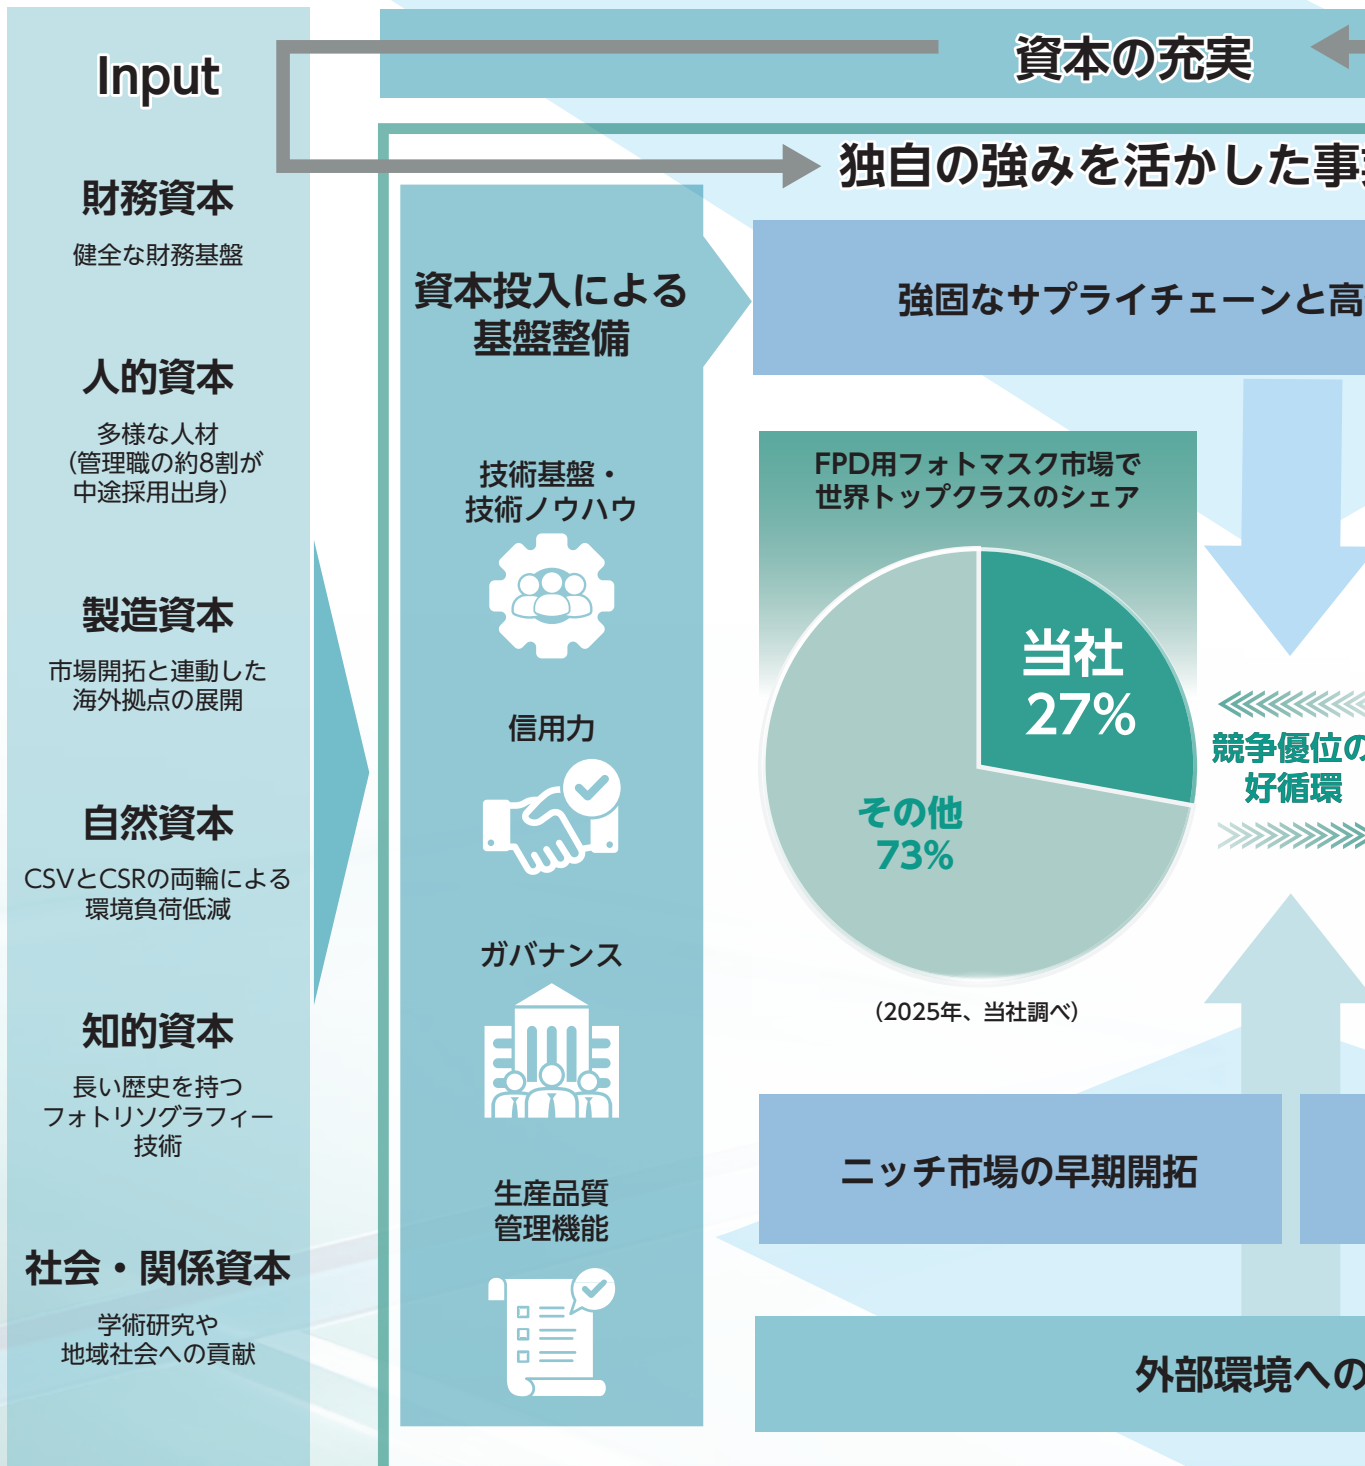 Input
財務資本
健全な財務基盤
人的資本
多様な人材
(管理職の約8割が
中途採用出身)
製造資本
市場開拓と連動した
海外拠点の展開
自然資本
CSVとCSRの両輪による
環境負荷低減
知的資本
長い歴史を持つ
フォトリソグラフィー
技術
社会・関係資本
学術研究や
地域社会への貢献
資本の充実
独自の強みを活かした事
資本投入による
基盤整備
技術基盤・
技術ノウハウ
信用力
ガバナンス
生産品質
管理機能
強固なサプライチェーンと高
FPD用フォトマスク市場で
世界トップクラスのシェア
当社
27%
その他
73%
(2025年、当社調べ)
競争優位の
好循環
ニッチ市場の早期開拓
外部環境への